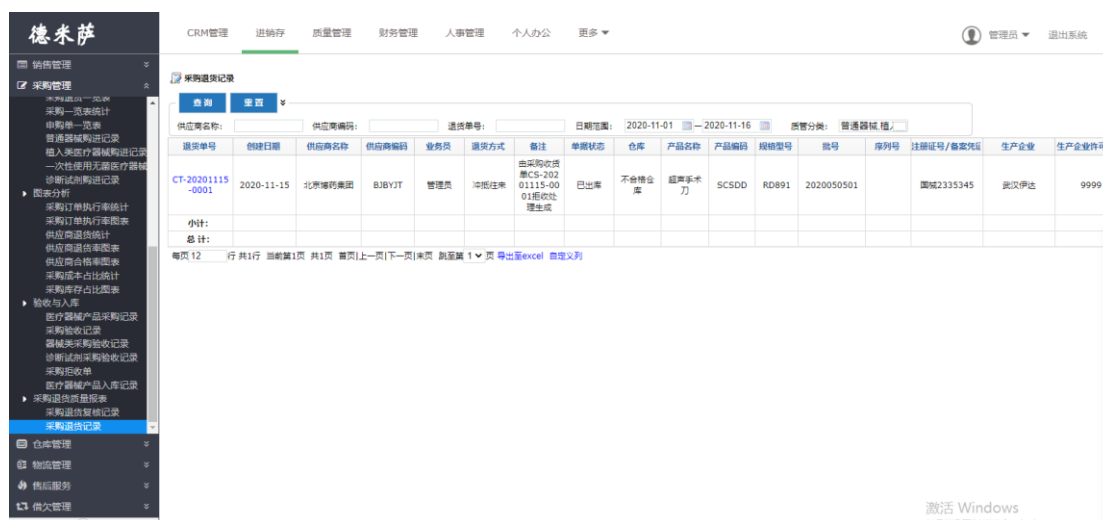 德米萨
CRM管理 进销存 质量管理 财务管理 人事管理 个人办公 更多
管理员 退出系统
销售管理
采购管理
采购退货一览表
采购一览表统计
申购单一览表
普通器械购进记录
植入类医疗器械购进记录
一次性使用无菌医疗器械
诊断试剂购进记录
图表分析
采购订单执行率统计
采购订单执行率图表
供应商退货统计
供应商退货率图表
供应商合格率图表
采购成本占比统计
采购库存占比图表
验收与入库
医疗器械产品采购记录
采购验收记录
器械类采购验收记录
诊断试剂采购验收记录
采购拒收单
医疗器械产品入库记录
采购退货质量报表
采购退货复核记录
采购退货记录
仓库管理
物流管理
售后服务
借欠管理
采购退货记录
查询 重置
供应商名称: 供应商编码: 退货单号: 日期范围: 2020-11-01 — 2020-11-16 质管分类: 普通器械,植入
退货单号 创建日期 供应商名称 供应商编码 业务员 退货方式 备注 单据状态 仓库 产品名称 产品编码 规格型号 批号 序列号 注册证号/备案凭证 生产企业 生产企业许可
CT-20201115-0001 2020-11-15 北京博药集团 BJBYJT 管理员 冲抵往来 由采购收货单CS-20201115-0001拒收处理生成 已出库 不合格仓库 超声手术刀 SCSDD RD891 2020050501 国械2335345 武汉伊达 9999
小计:
总计:
每页 12 行 共1行 当前第1页 共1页 首页|上一页|下一页|末页 跳至第 1 页 导出至excel 自定义列
激活 Windows